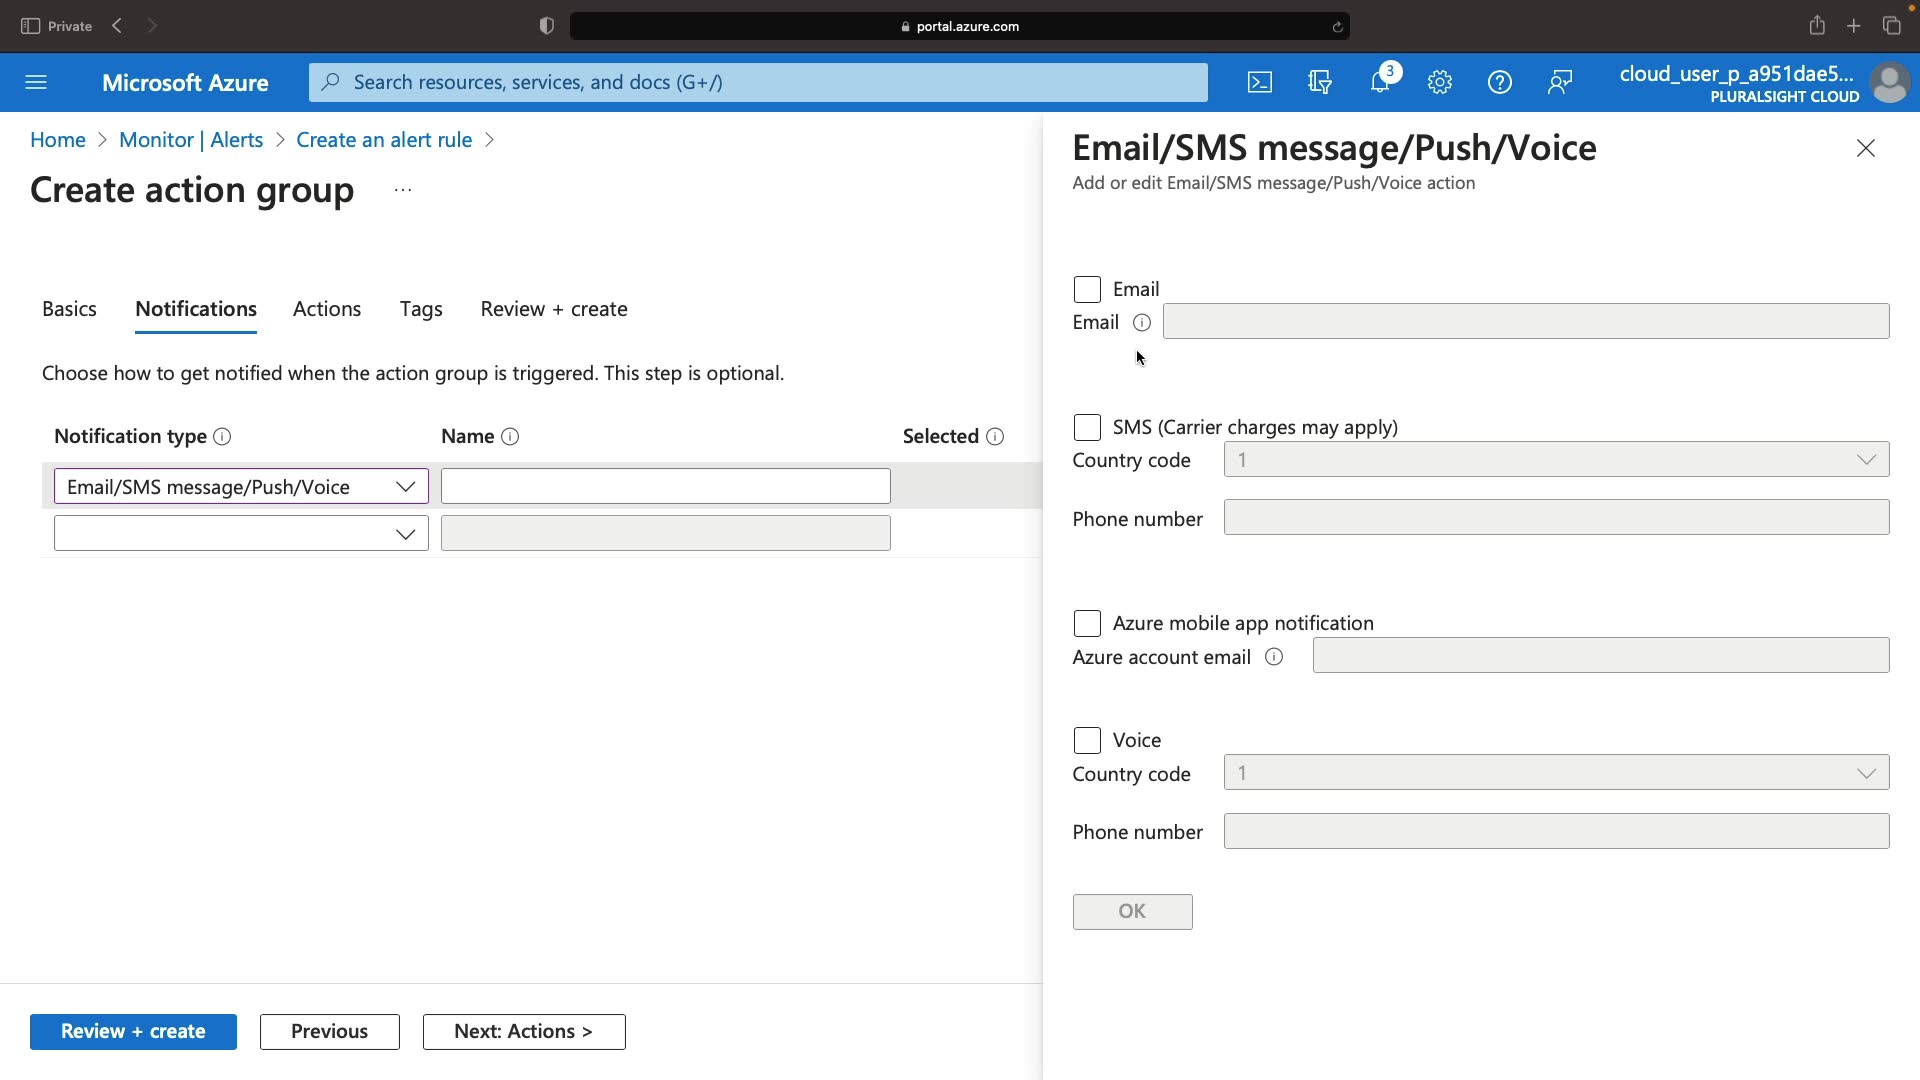 Private
portal.azure.com
Microsoft Azure
Search resources, services, and docs (G+/)
3
cloud_user_p_a951dae5...
PLURALSIGHT CLOUD
Home > Monitor | Alerts > Create an alert rule >
Create action group ...
Basics Notifications Actions Tags Review + create
Choose how to get notified when the action group is triggered. This step is optional.
Notification type Name Selected
Email/SMS message/Push/Voice
Review + create Previous Next: Actions >
Email/SMS message/Push/Voice
Add or edit Email/SMS message/Push/Voice action
Email
Email
SMS (Carrier charges may apply)
Country code 1
Phone number
Azure mobile app notification
Azure account email
Voice
Country code 1
Phone number
OK